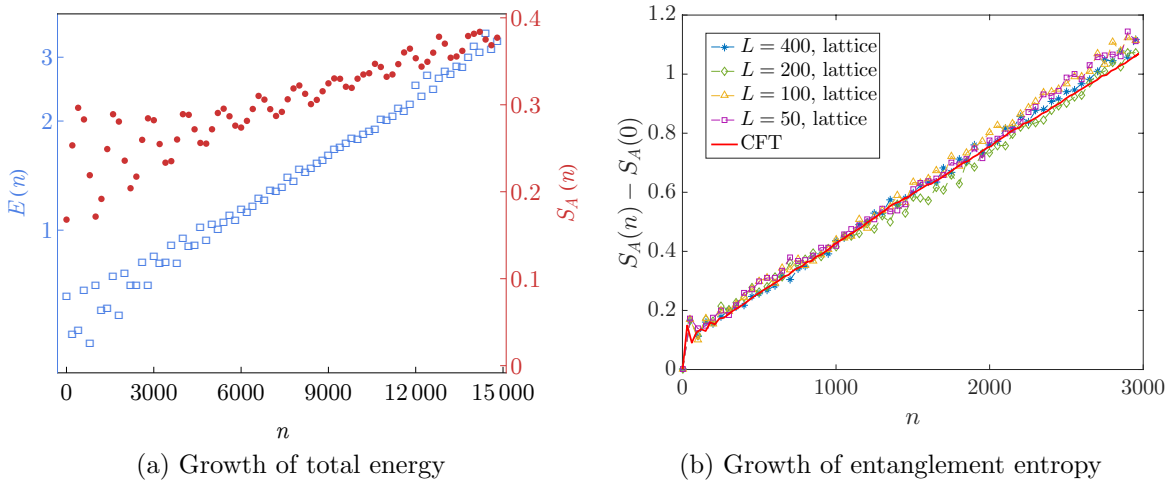 3
2
1
E(n)
0.4
0.3
0.2
0.1
0
S_A(n)
0 3000 6000 9000 12 000 15 000
n
(a) Growth of total energy
1.2
1
0.8
0.6
0.4
0.2
0
S_A(n) − S_A(0)
L = 400, lattice
L = 200, lattice
L = 100, lattice
L = 50, lattice
CFT
0 1000 2000 3000
n
(b) Growth of entanglement entropy